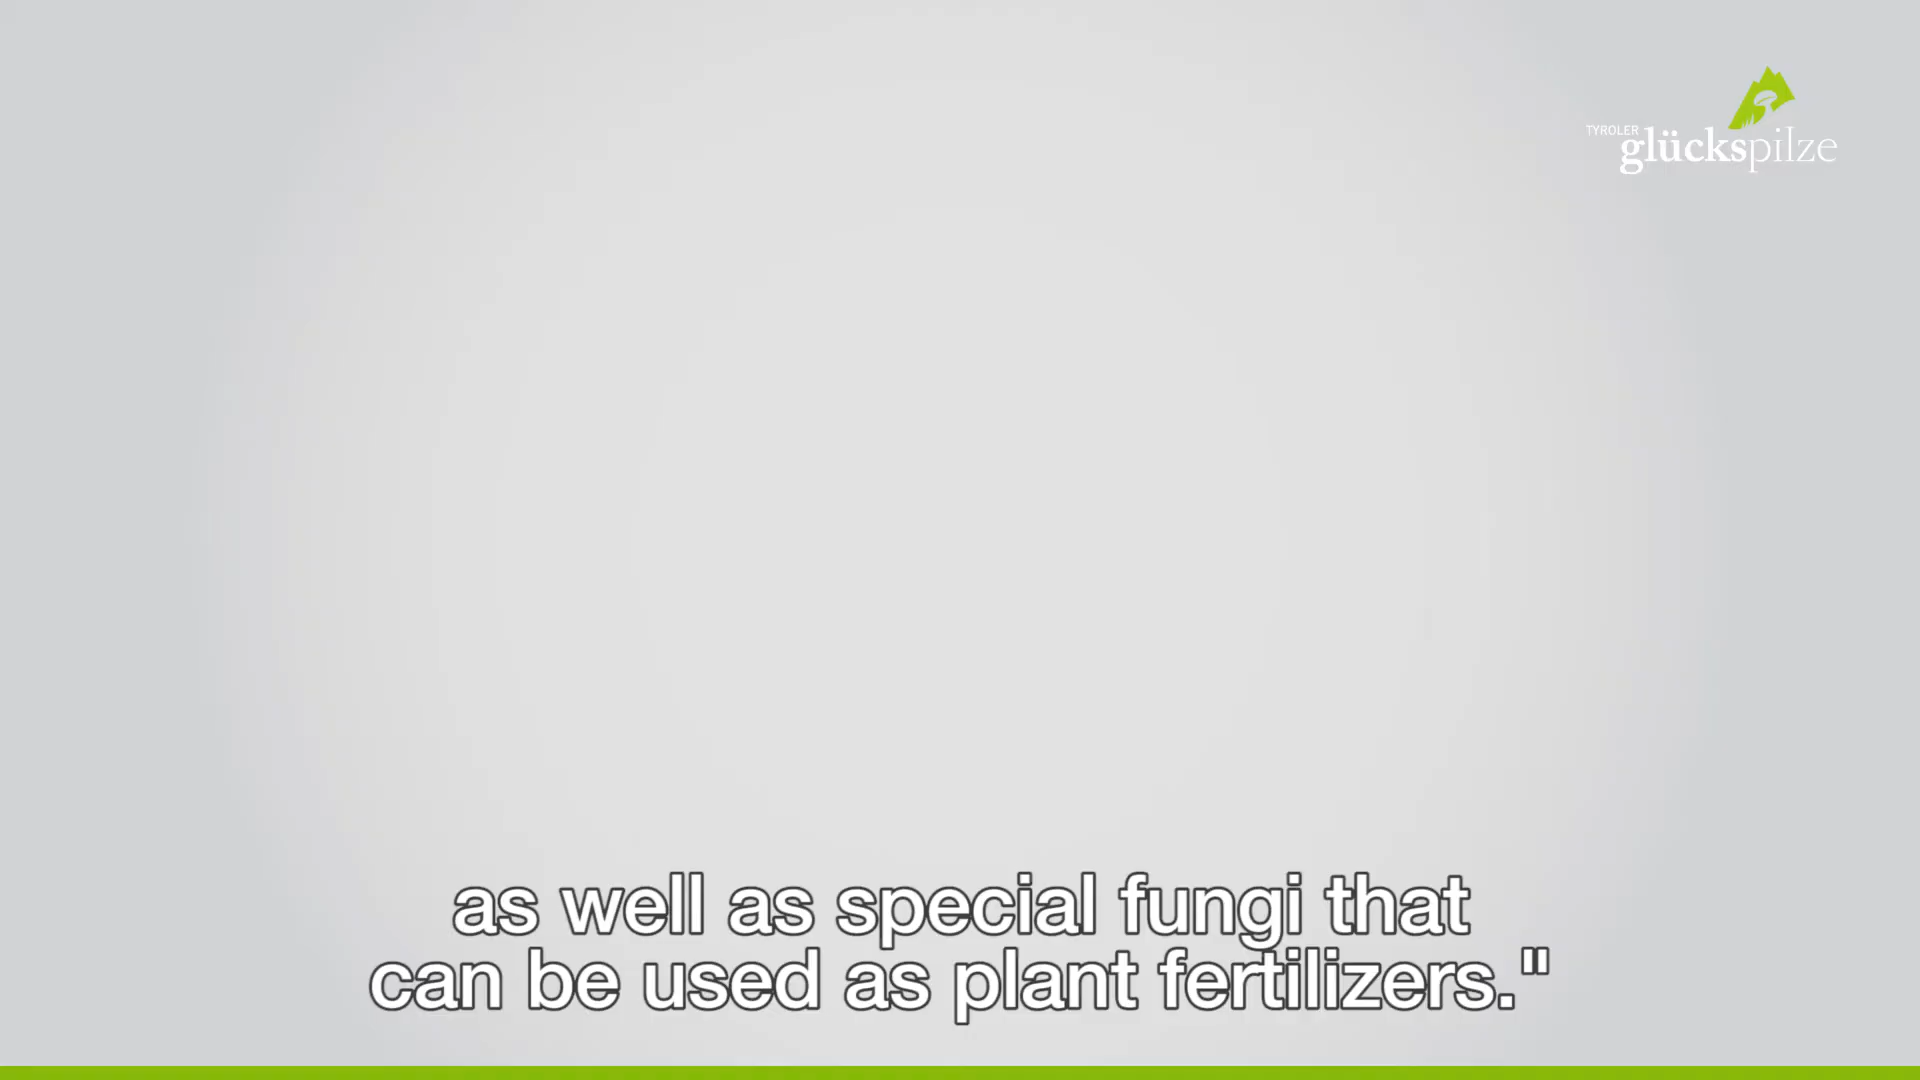 TYROLER
glückspilze
as well as special fungi that
can be used as plant fertilizers."